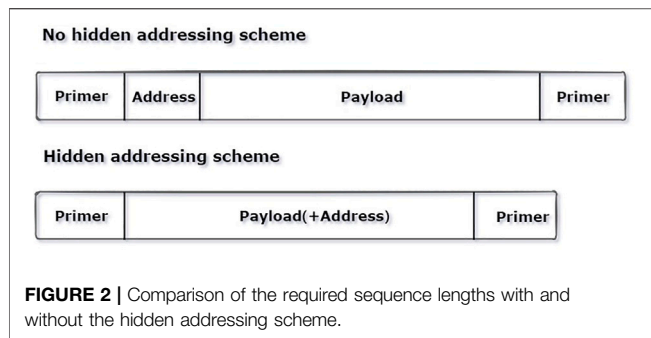 No hidden addressing scheme
Primer Address Payload Primer
Hidden addressing scheme
Primer Payload(+Address) Primer
FIGURE 2 | Comparison of the required sequence lengths with and
without the hidden addressing scheme.